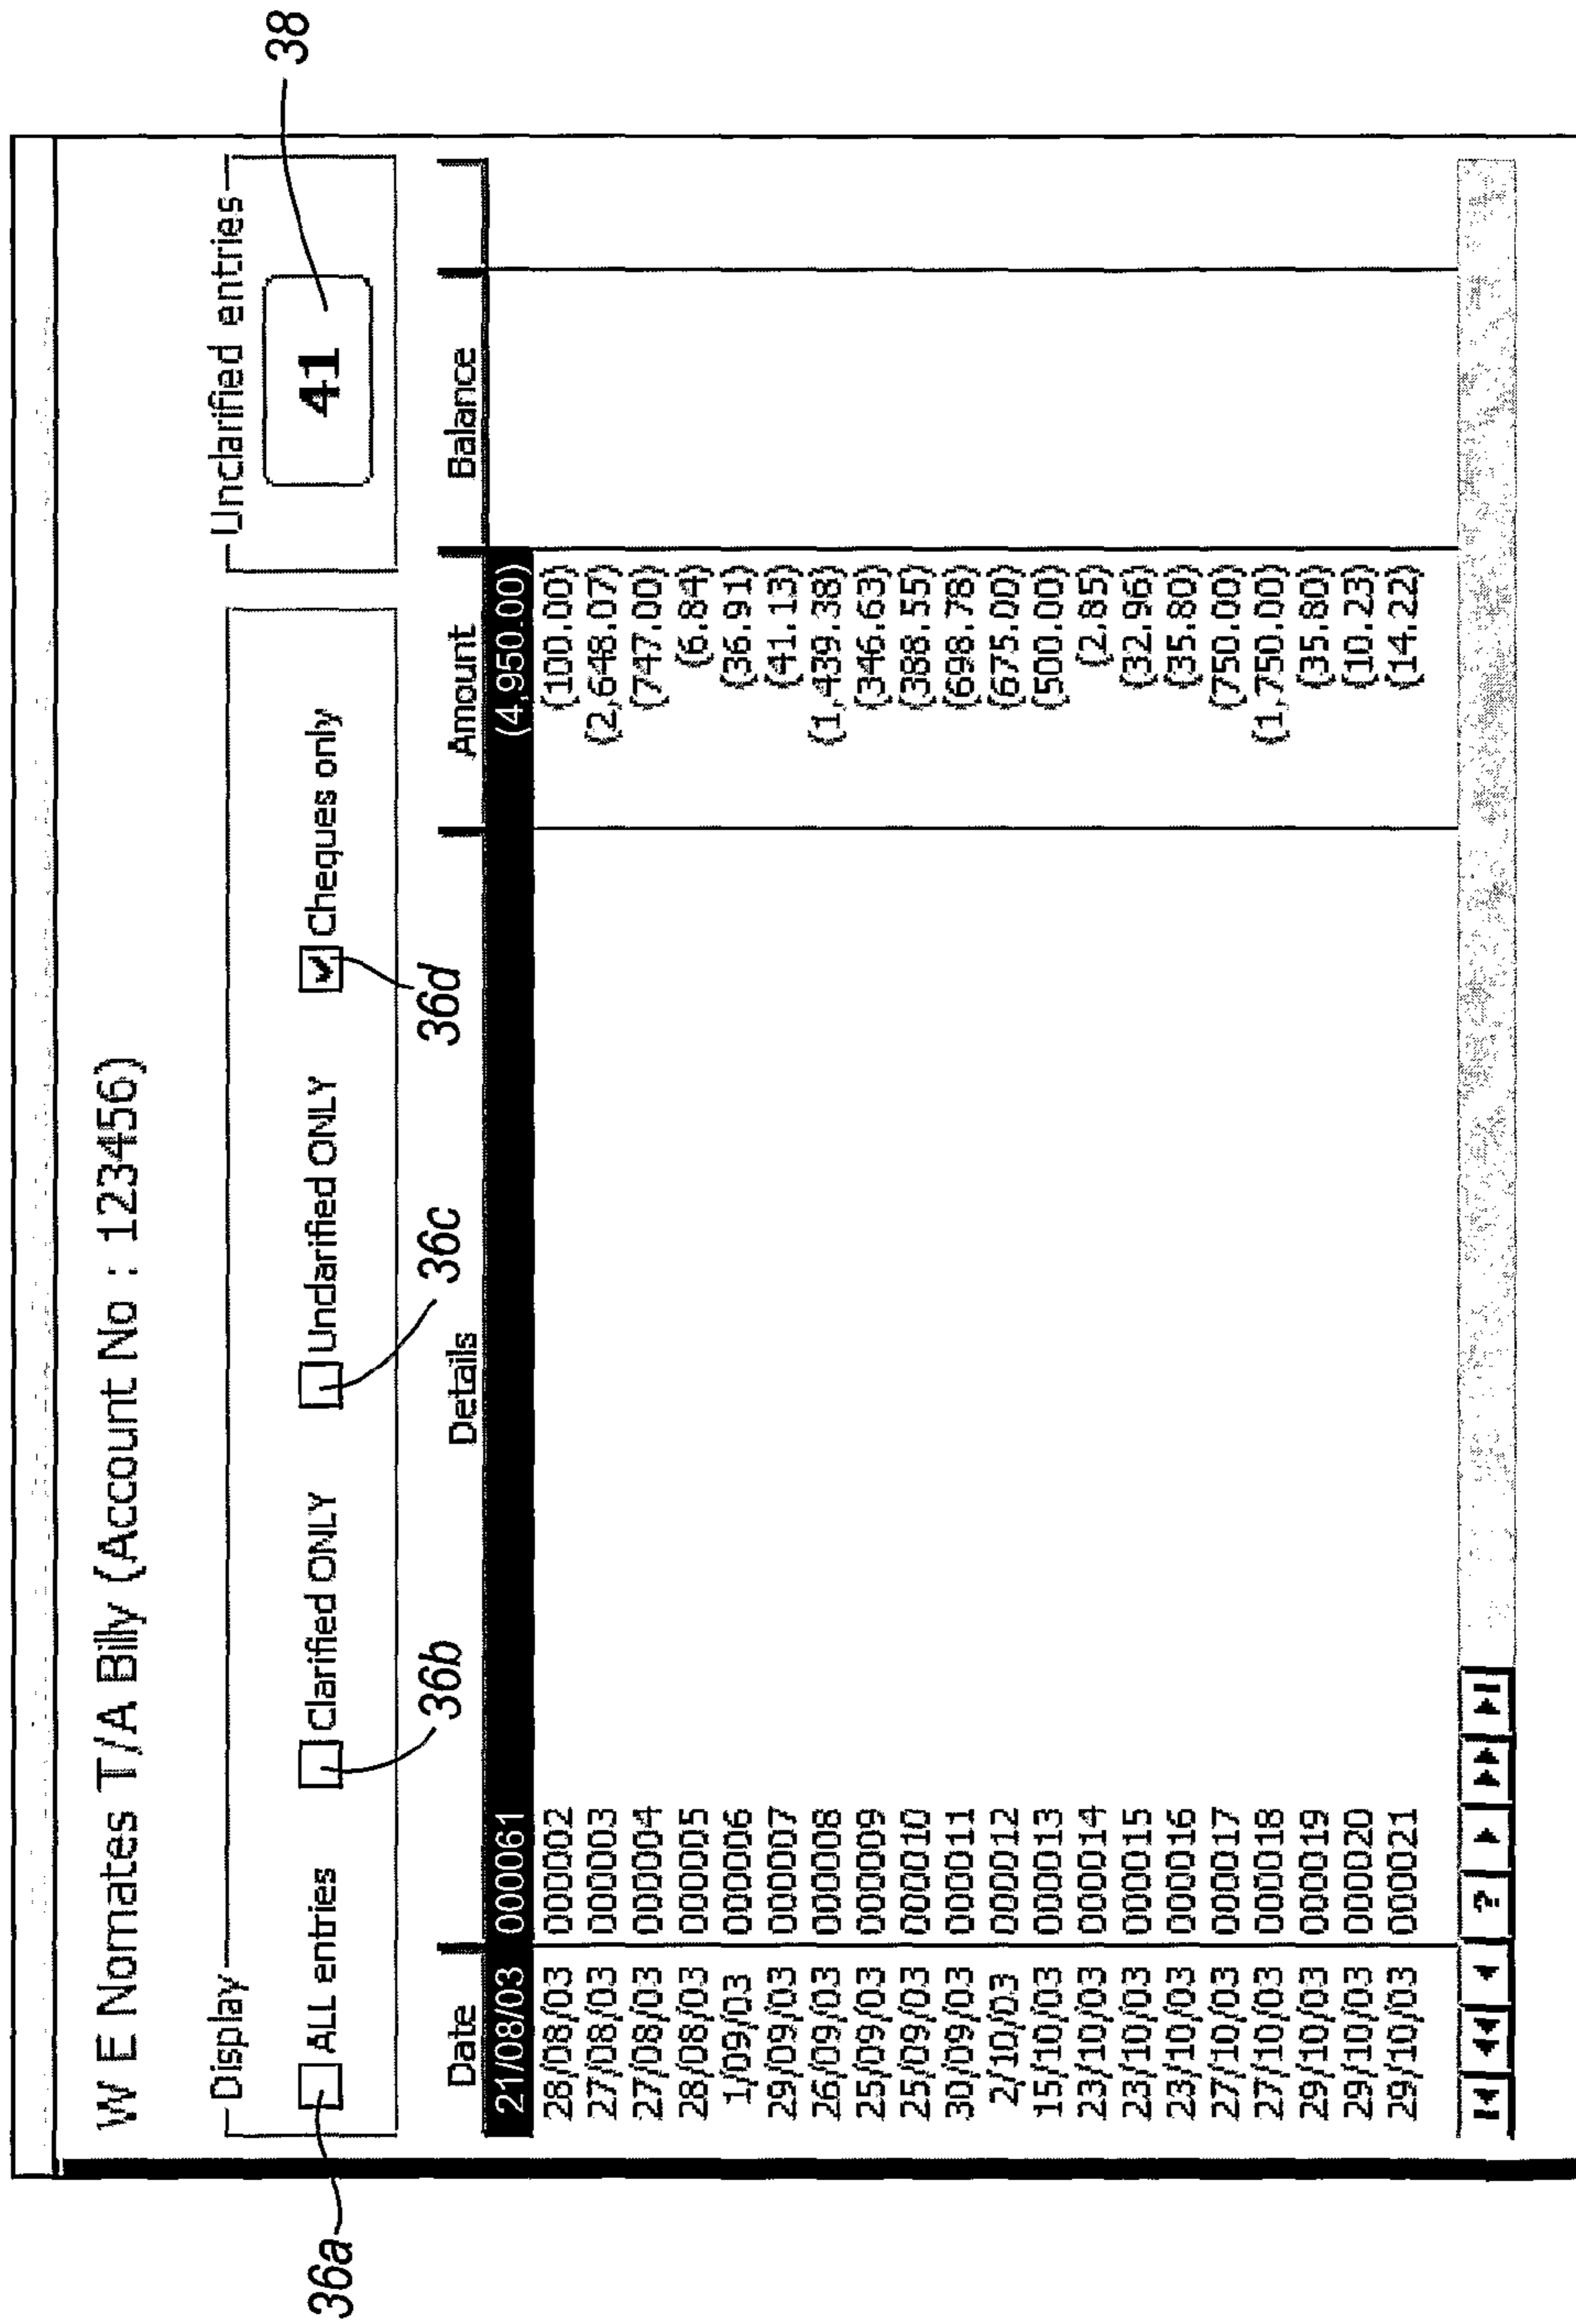 38
W E Nomates T/A Billy (Account No : 123456)
Display
Unclarified entries
ALL entries Clarified ONLY Unclarified ONLY Cheques only 41
36a 36b 36c 36d
Date Details Amount Balance
21/08/03 000061 (4,950.00)
28/08/03 000002 (100.00)
27/08/03 000003 (2,648.07)
27/08/03 000004 (747.00)
28/08/03 000005 (6.84)
1/09/03 000006 (36.91)
29/09/03 000007 (41.13)
26/09/03 000008 (1,439.38)
25/09/03 000009 (346.63)
25/09/03 000010 (388.55)
30/09/03 000011 (698.78)
2/10/03 000012 (675.00)
15/10/03 000013 (500.00)
23/10/03 000014 (2.85)
23/10/03 000015 (32.96)
23/10/03 000016 (35.80)
27/10/03 000017 (750.00)
27/10/03 000018 (1,750.00)
29/10/03 000019 (35.80)
29/10/03 000020 (10.23)
29/10/03 000021 (14.22)
?